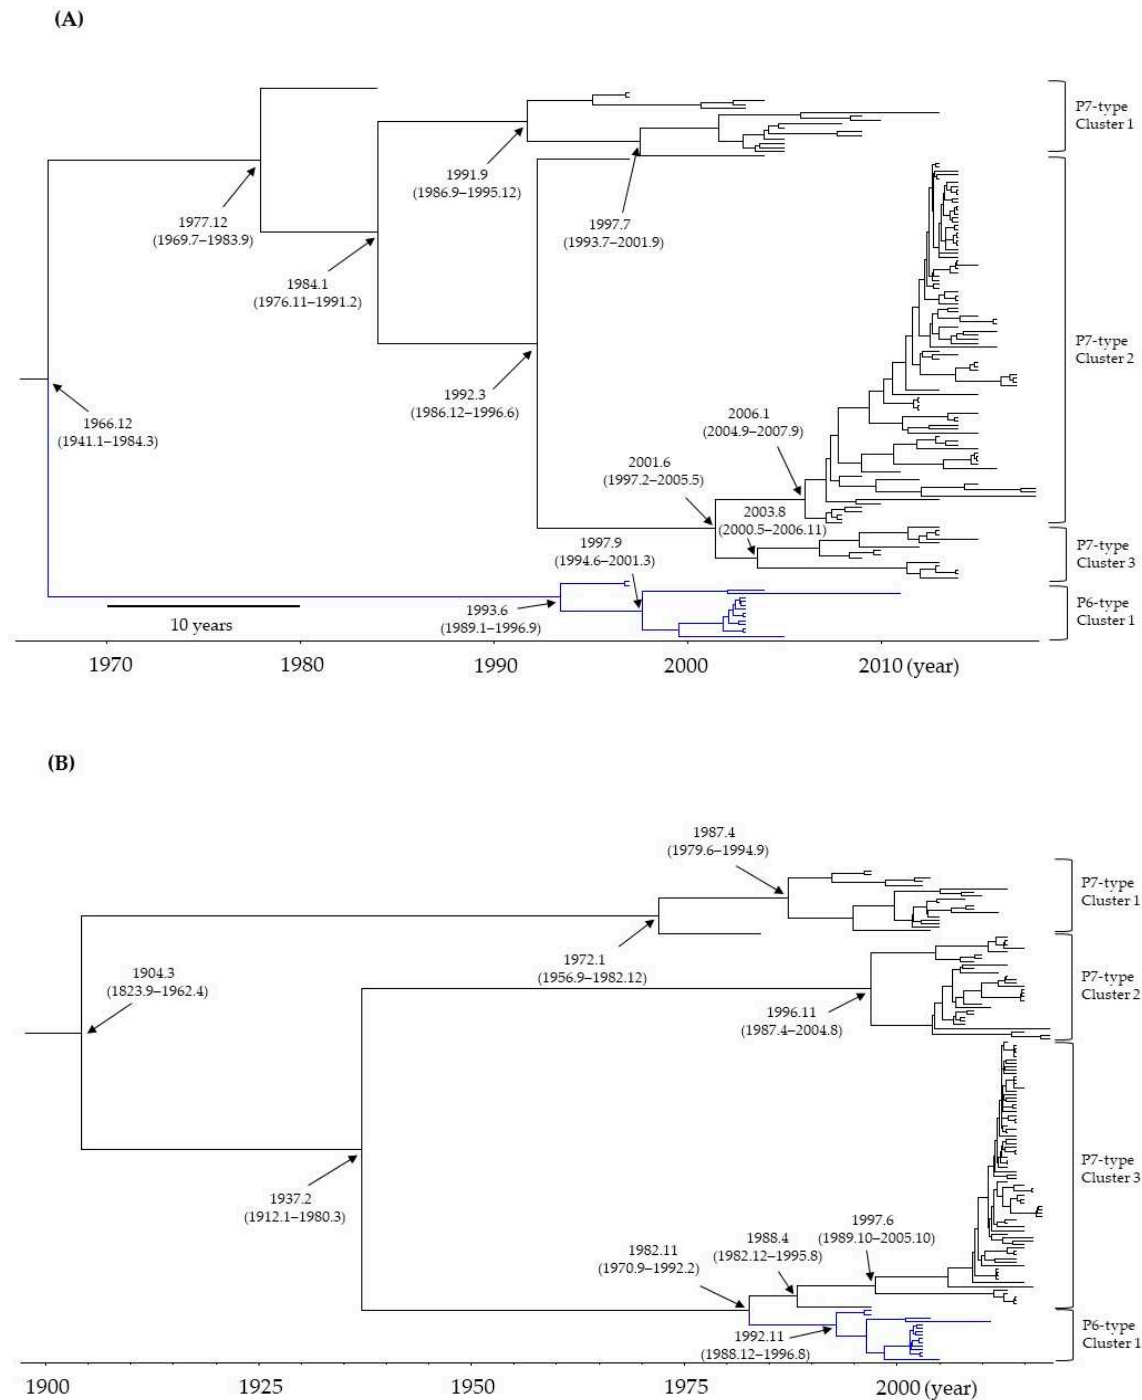 (A)
P7-type
Cluster 1
1991.9
(1986.9–1995.12)
1977.12
(1969.7–1983.9)
1997.7
(1993.7–2001.9)
1984.1
(1976.11–1991.2)
P7-type
Cluster 2
1992.3
(1986.12–1996.6)
1966.12
(1941.1–1984.3)
2006.1
(2004.9–2007.9)
2001.6
(1997.2–2005.5)
2003.8
(2000.5–2006.11)
1997.9
(1994.6–2001.3)
P7-type
Cluster 3
1993.6
(1989.1–1996.9)
P6-type
Cluster 1
10 years
1970 1980 1990 2000 2010 (year)
(B)
1987.4
(1979.6–1994.9)
P7-type
Cluster 1
1972.1
(1956.9–1982.12)
1904.3
(1823.9–1962.4)
P7-type
Cluster 2
1996.11
(1987.4–2004.8)
P7-type
Cluster 3
1937.2
(1912.1–1980.3)
1997.6
(1989.10–2005.10)
1988.4
(1982.12–1995.8)
1982.11
(1970.9–1992.2)
1992.11
(1988.12–1996.8)
P6-type
Cluster 1
1900 1925 1950 1975 2000 (year)